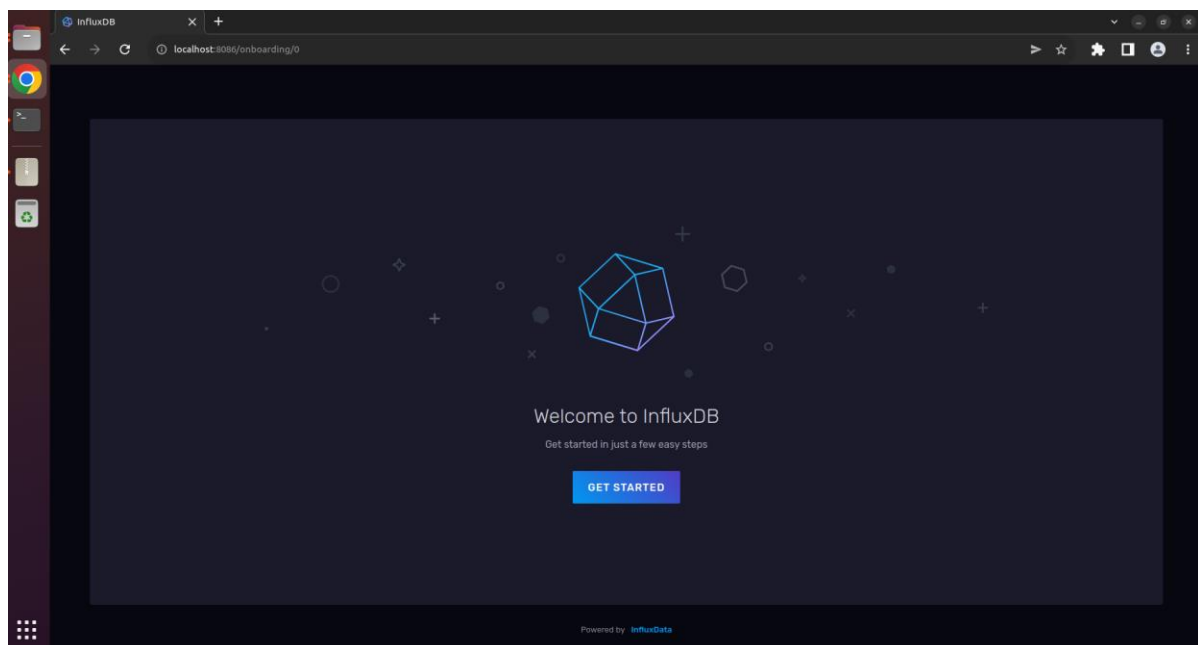 InfluxDB
localhost:8086/onboarding/0
Welcome to InfluxDB
Get started in just a few easy steps
GET STARTED
Powered by InfluxData